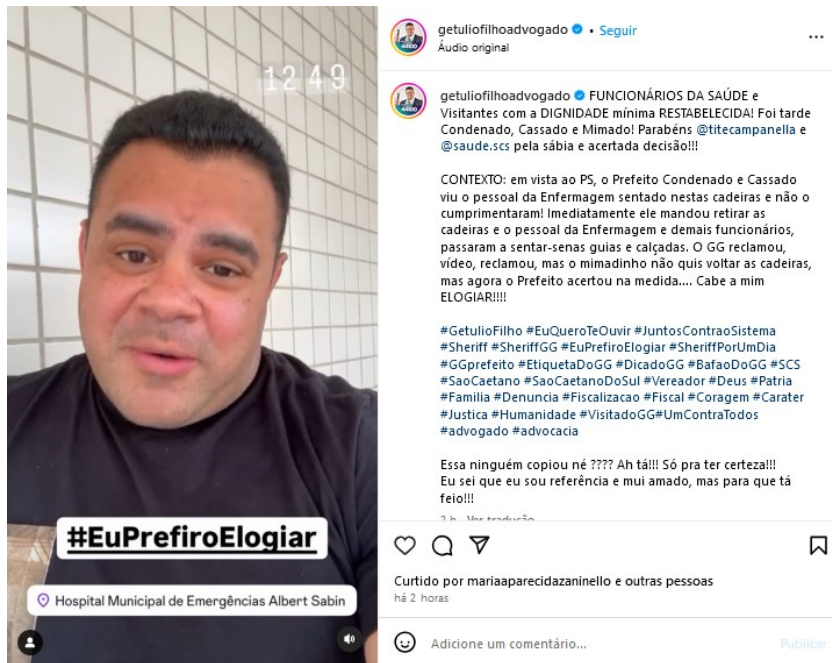 12 49
#EuPrefiroElogiar
Hospital Municipal de Emergências Albert Sabin
getuliofilhoadvogado • Seguir
Áudio original
getuliofilhoadvogado FUNCIONÁRIOS DA SAÚDE e
Visitantes com a DIGNIDADE mínima RESTABELECIDA! Foi tarde
Condenado, Cassado e Mimado! Parabéns @titecampanella e
@saude.scs pela sábia e acertada decisão!!!
CONTEXTO: em vista ao PS, o Prefeito Condenado e Cassado
viu o pessoal da Enfermagem sentado nestas cadeiras e não o
cumprimentaram! Imediatamente ele mandou retirar as
cadeiras e o pessoal da Enfermagem e demais funcionários,
passaram a sentar-senas guias e calçadas. O GG reclamou,
vídeo, reclamou, mas o mimadinho não quis voltar as cadeiras,
mas agora o Prefeito acertou na medida.... Cabe a mim
ELOGIAR!!!!
#GetulioFilho #EuQueroTeOuvir #JuntosContraoSistema
#Sheriff #SheriffGG #EuPrefiroElogiar #SheriffPorUmDia
#GGprefeito #EtiquetaDoGG #DicadoGG #BafaoDoGG #SCS
#SaoCaetano #SaoCaetanoDoSul #Vereador #Deus #Patria
#Familia #Denuncia #Fiscalizacao #Fiscal #Coragem #Carater
#Justica #Humanidade #VisitadoGG#UmContraTodos
#advogado #advocacia
Essa ninguém copiou né ???? Ah tá!!! Só pra ter certeza!!!
Eu sei que eu sou referência e mui amado, mas para que tá
feio!!!
2 h Ver tradução
Curtido por mariaaparecidazaninello e outras pessoas
há 2 horas
Adicione um comentário...
Publicar